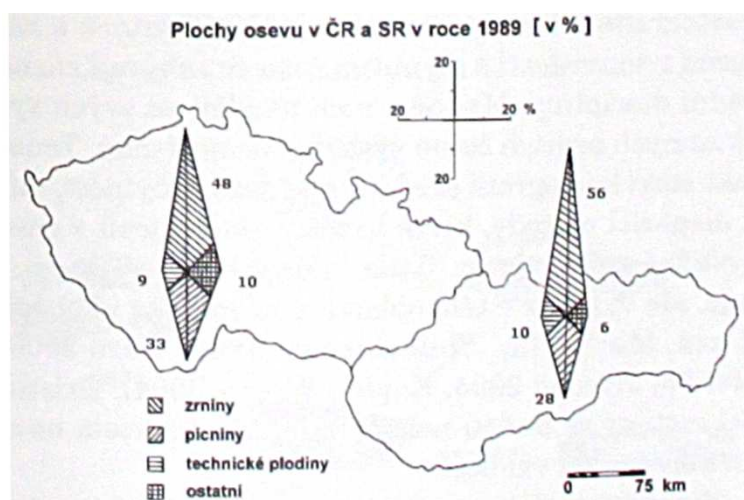 Plochy osevu v ČR a SR v roce 1989 [ v % ]
20
20
20 %
20
48
56
9
10
10
6
33
28
zrniny
picniny
technické plodiny
ostatní
0
75 km